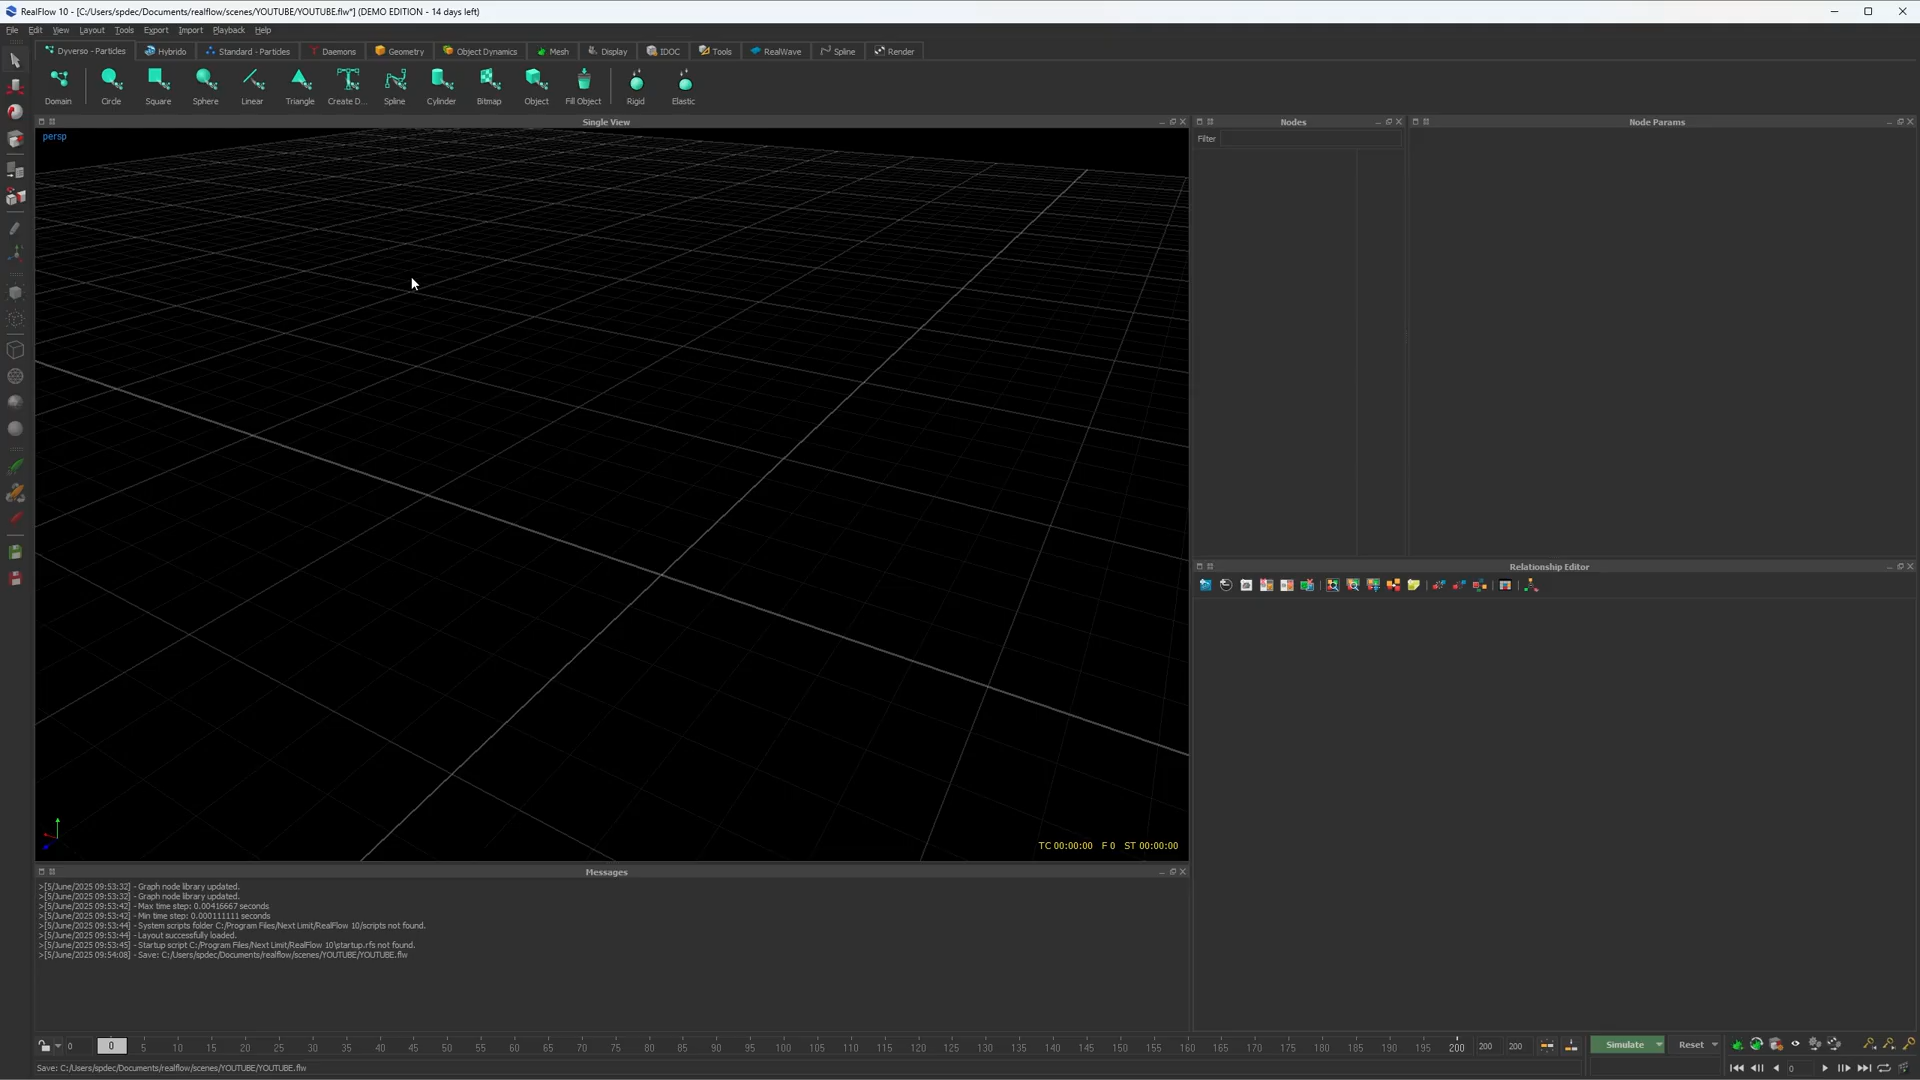 RealFlow 10 - [C:/Users/spdec/Documents/realflow/scenes/YOUTUBE/YOUTUBE.flw*] (DEMO EDITION - 14 days left)
File Edit View Layout Tools Export Import Playback Help
Dyverso - Particles Hybrido Standard - Particles Daemons Geometry Object Dynamics Mesh Display IDOC Tools RealWave Spline Render
Domain Circle Square Sphere Linear Triangle Create D... Spline Cylinder Bitmap Object Fill Object Rigid Elastic
Single View Nodes Node Params
persp
Filter
Relationship Editor
TC 00:00:00 F 0 ST 00:00:00
Messages
>[5/June/2025 09:53:32] - Graph node library updated.
>[5/June/2025 09:53:32] - Graph node library updated.
>[5/June/2025 09:53:42] - Max time step: 0.00416667 seconds
>[5/June/2025 09:53:42] - Min time step: 0.000111111 seconds
>[5/June/2025 09:53:44] - System scripts folder C:/Program Files/Next Limit/RealFlow 10/scripts not found.
>[5/June/2025 09:53:44] - Layout successfully loaded.
>[5/June/2025 09:53:45] - Startup script C:/Program Files/Next Limit/RealFlow 10\startup.rfs not found.
>[5/June/2025 09:54:08] - Save: C:/Users/spdec/Documents/realflow/scenes/YOUTUBE/YOUTUBE.flw
0 0 5 10 15 20 25 30 35 40 45 50 55 60 65 70 75 80 85 90 95 100 105 110 115 120 125 130 135 140 145 150 155 160 165 170 175 180 185 190 195 200 200 200 Simulate Reset
Save: C:/Users/spdec/Documents/realflow/scenes/YOUTUBE/YOUTUBE.flw 0